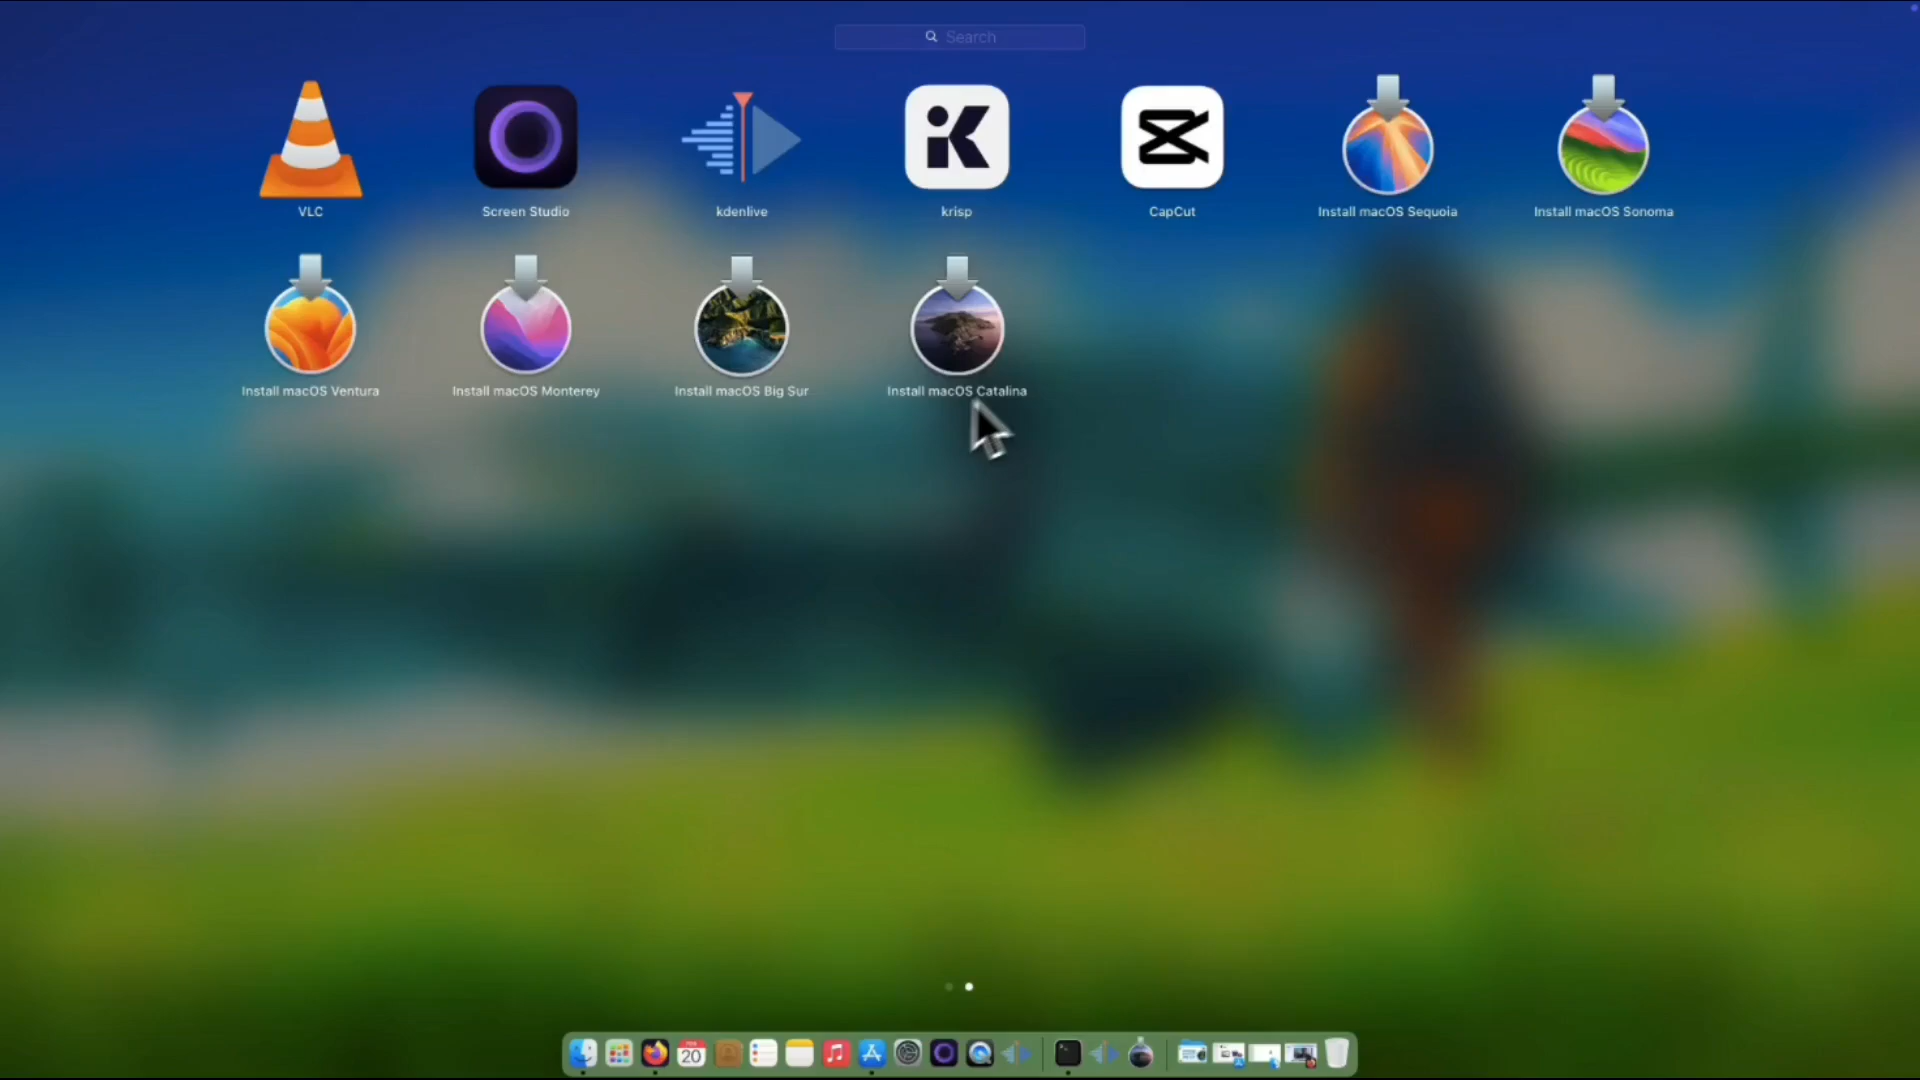 Search
VLC
Screen Studio
kdenlive
krisp
CapCut
Install macOS Sequoia
Install macOS Sonoma
Install macOS Ventura
Install macOS Monterey
Install macOS Big Sur
Install macOS Catalina
20